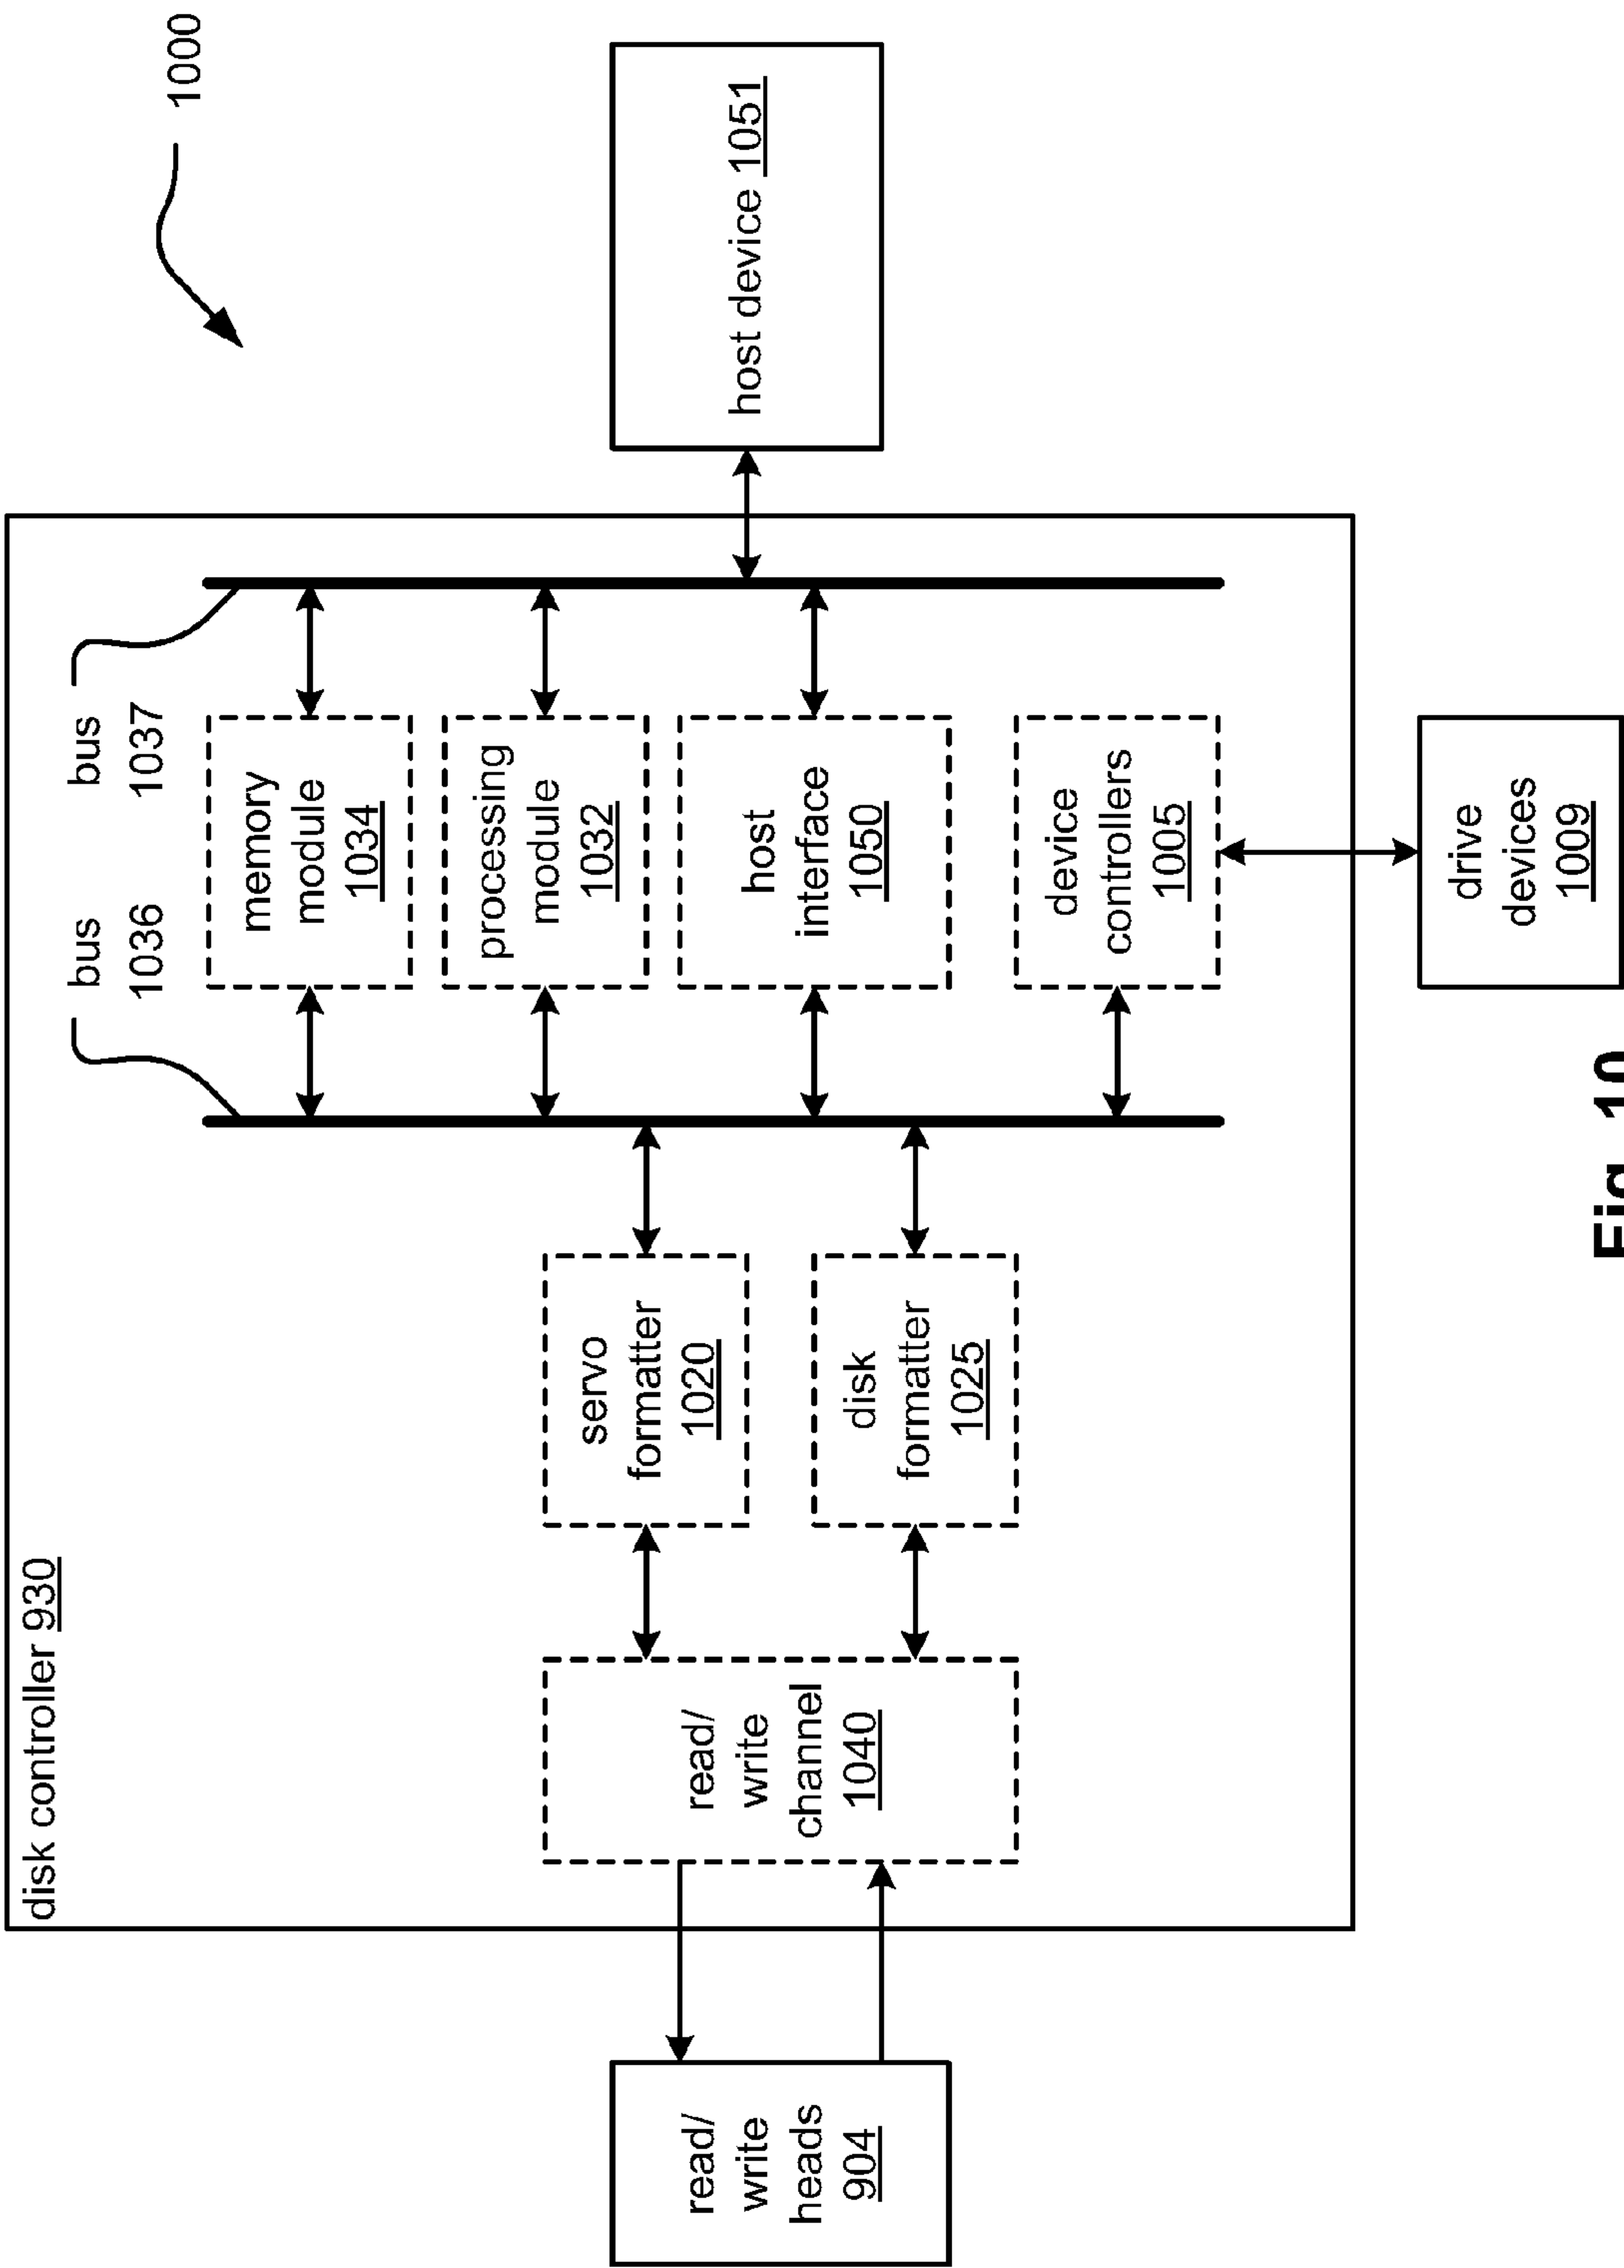 1000
disk controller 930
bus
1036
bus
1037
memory
module
1034
processing
module
1032
host
interface
1050
device
controllers
1005
servo
formatter
1020
disk
formatter
1025
read/
write
channel
1040
read/
write
heads
904
host device 1051
drive
devices
1009
Fig. 10